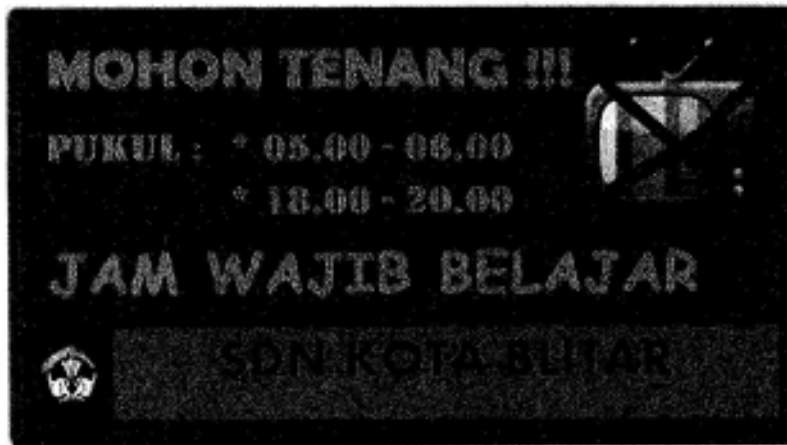 MOHON TENANG !!!
PUKUL : * 05.00 - 06.00
* 18.00 - 20.00
JAM WAJIB BELAJAR
SDN KOTA BLITAR